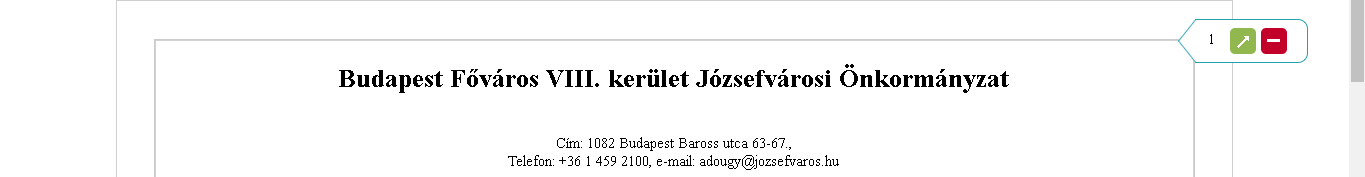 1
Budapest Főváros VIII. kerület Józsefvárosi Önkormányzat
Cím: 1082 Budapest Baross utca 63-67.,
Telefon: +36 1 459 2100, e-mail: adougy@jozsefvaros.hu